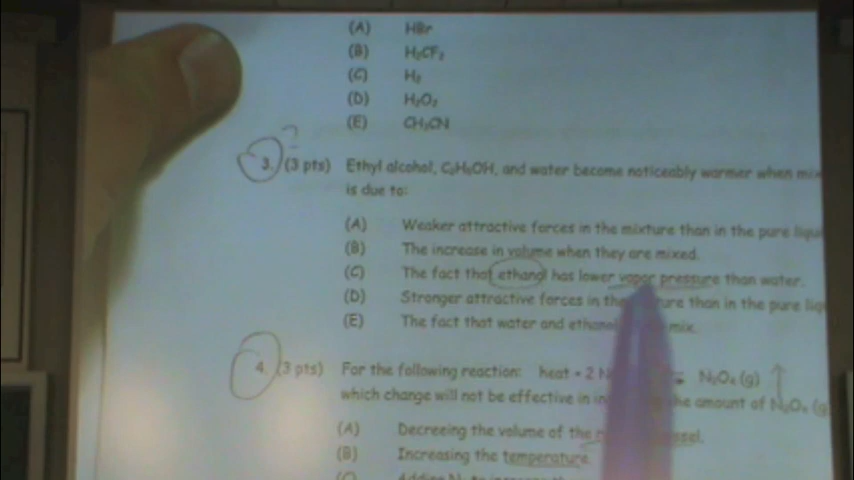 (A) HBr
(B) H₂CF₂
(C) H₂
(D) H₂O₂
(E) CH₃CN
?
3. (3 pts) Ethyl alcohol, C₂H₅OH, and water become noticeably warmer when
is due to:
(A) Weaker attractive forces in the mixture than in the pure
(B) The increase in volume when they are mixed.
(C) The fact that ethanol has lower vapor pressure than water.
(D) Stronger attractive forces in the than in the pure
(E) The fact that water and mix.
4. (3 pts) For the following reaction: heat + 2 N₂O₄ (g)
which change will not be effective in the amount of N₂O₄ (g
(A) Decreeing the volume of the
(B) Increasing the temperature.